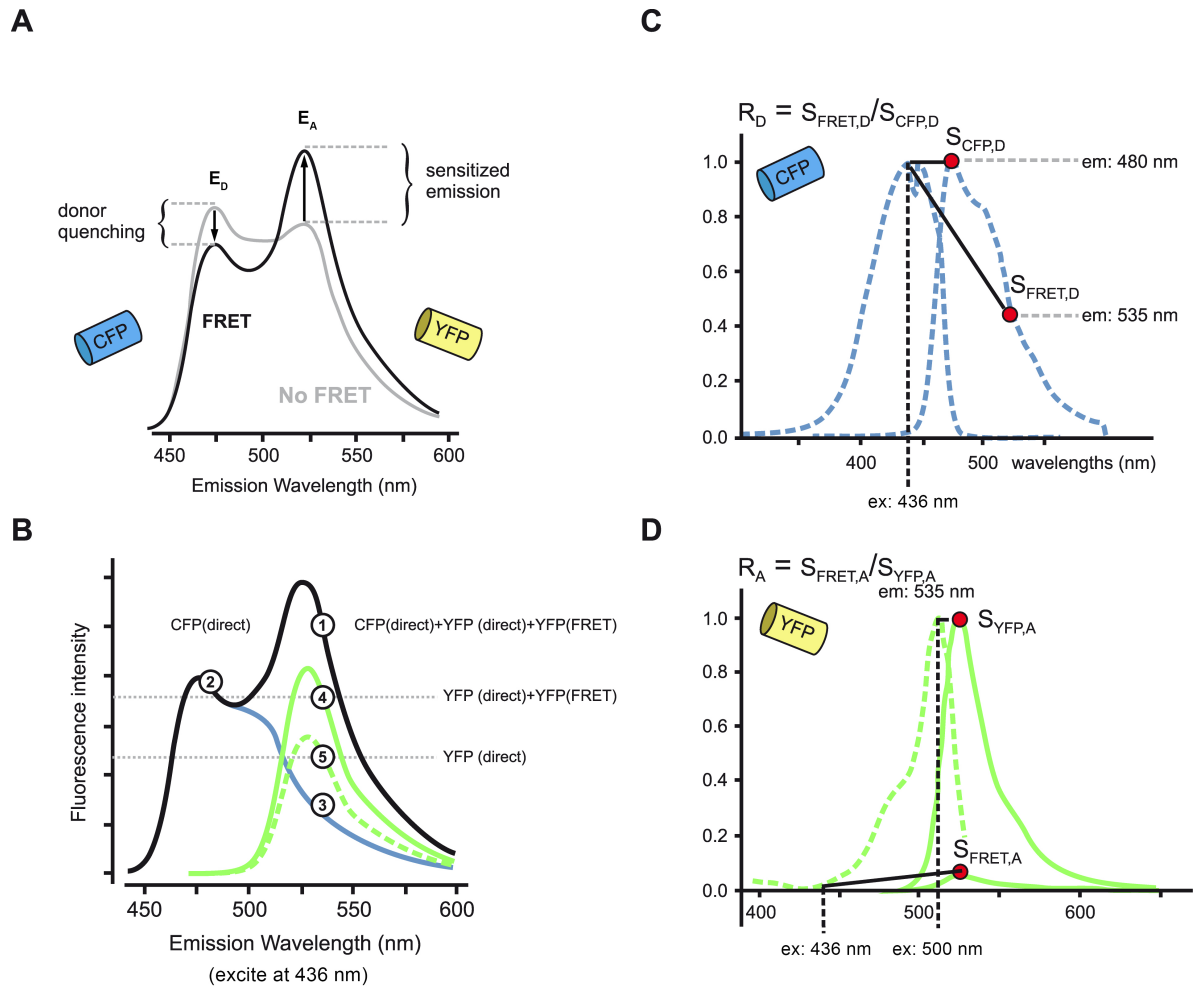 A
E_A
E_D
sensitized
emission
donor
quenching
FRET
CFP
YFP
No FRET
450 500 550 600
Emission Wavelength (nm)
B
Fluorescence intensity
CFP(direct)
1
CFP(direct)+YFP (direct)+YFP(FRET)
2
4
YFP (direct)+YFP(FRET)
5
YFP (direct)
3
450 500 550 600
Emission Wavelength (nm)
(excite at 436 nm)
C
R_D = S_FRET,D/S_CFP,D
CFP
S_CFP,D
em: 480 nm
S_FRET,D
em: 535 nm
1.0
0.8
0.6
0.4
0.2
0.0
400 500 wavelengths (nm)
ex: 436 nm
D
R_A = S_FRET,A/S_YFP,A
em: 535 nm
YFP
S_YFP,A
S_FRET,A
1.0
0.8
0.6
0.4
0.2
0.0
400 500 600
ex: 436 nm ex: 500 nm